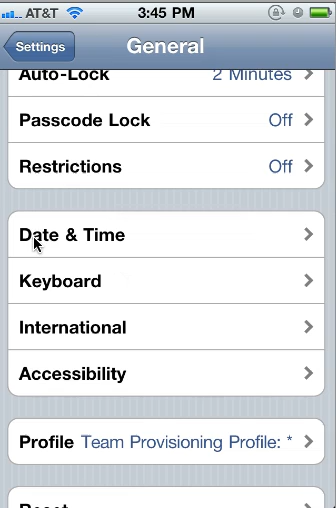 AT&T 3:45 PM
Settings General
Auto-Lock 2 Minutes
Passcode Lock Off
Restrictions Off
Date & Time
Keyboard
International
Accessibility
Profile Team Provisioning Profile: *
Reset